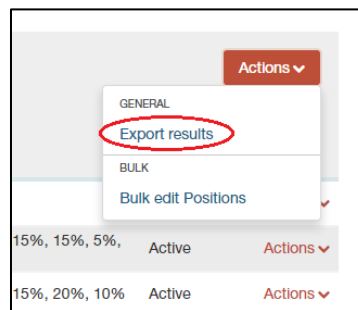 Actions
GENERAL
Export results
BULK
Bulk edit Positions
15%, 15%, 5%, Active Actions
15%, 20%, 10% Active Actions